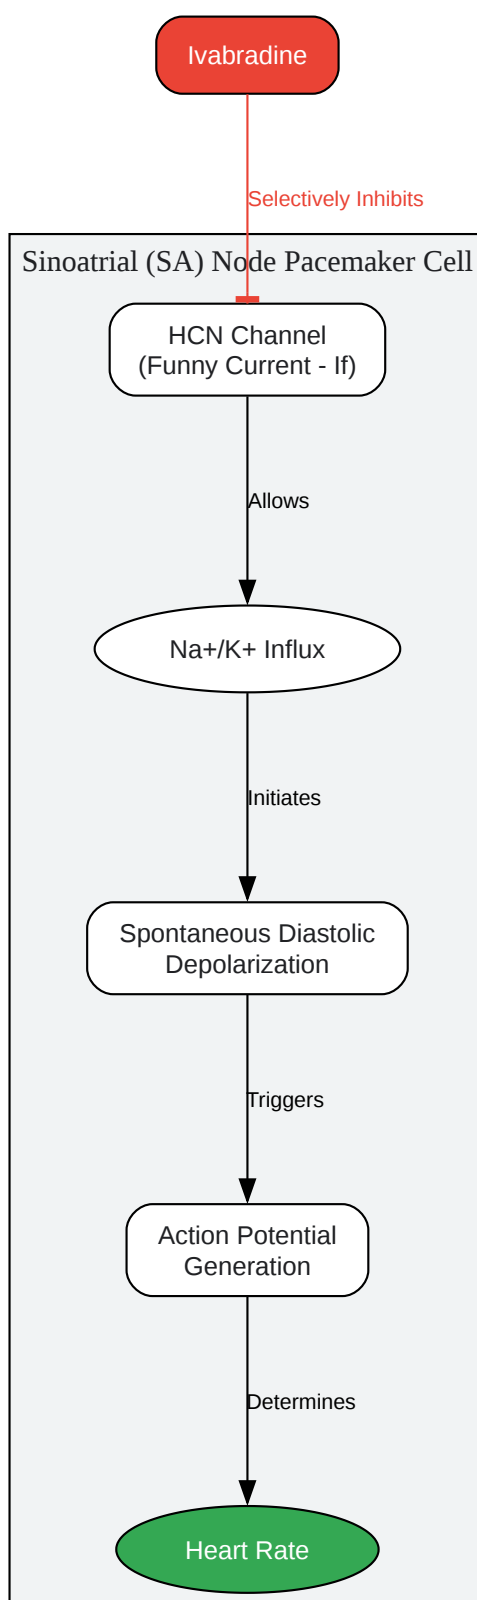 Ivabradine
Selectively Inhibits
Sinoatrial (SA) Node Pacemaker Cell
HCN Channel
(Funny Current - If)
Allows
Na+/K+ Influx
Initiates
Spontaneous Diastolic
Depolarization
Triggers
Action Potential
Generation
Determines
Heart Rate